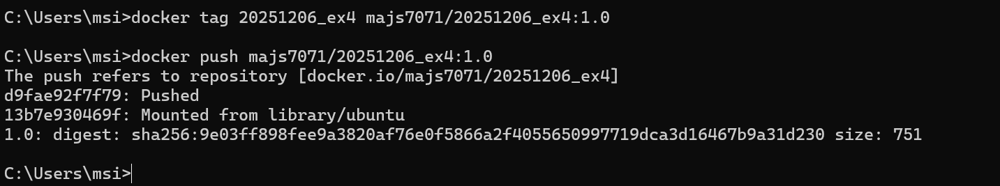 C:\Users\msi>docker tag 20251206_ex4 majs7071/20251206_ex4:1.0
C:\Users\msi>docker push majs7071/20251206_ex4:1.0
The push refers to repository [docker.io/majs7071/20251206_ex4]
d9fae92f7f79: Pushed
13b7e930469f: Mounted from library/ubuntu
1.0: digest: sha256:9e03ff898fee9a3820af76e0f5866a2f4055650997719dca3d16467b9a31d230 size: 751
C:\Users\msi>